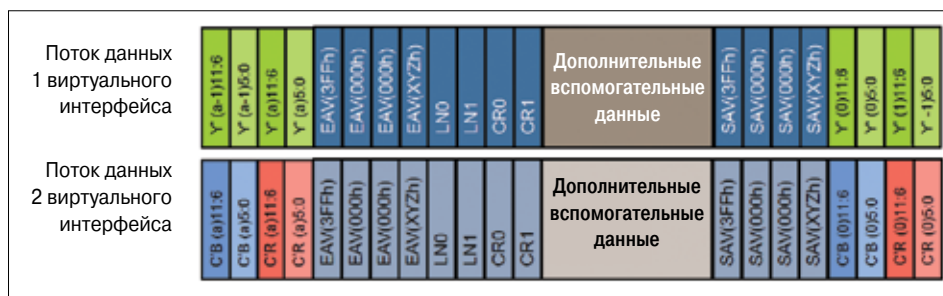 Поток данных
1 виртуального
интерфейса
Y' (a-1)11:6
Y' (a-1)5:0
Y' (a)11:6
Y' (a)5:0
EAV(3FFh)
EAV(000h)
EAV(000h)
EAV(XYZh)
LN0
LN1
CR0
CR1
Дополнительные
вспомогательные
данные
SAV(3FFh)
SAV(000h)
SAV(000h)
SAV(XYZh)
Y' (0)11:6
Y' (0)5:0
Y' (1)11:6
Y' -1)5:0
Поток данных
2 виртуального
интерфейса
C'B (a)11:6
C'B (a)5:0
C'R (a)11:6
C'R (a)5:0
EAV(3FFh)
EAV(000h)
EAV(000h)
EAV(XYZh)
LN0
LN1
CR0
CR1
Дополнительные
вспомогательные
данные
SAV(3FFh)
SAV(000h)
SAV(000h)
SAV(XYZh)
C'B (0)11:6
C'B (0)5:0
C'R (0)11:6
C'R (0)5:0